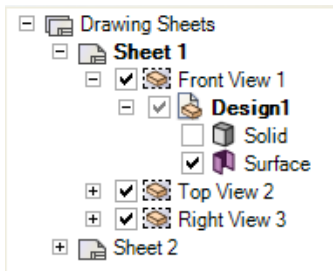 Drawing Sheets
Sheet 1
Front View 1
Design1
Solid
Surface
Top View 2
Right View 3
Sheet 2